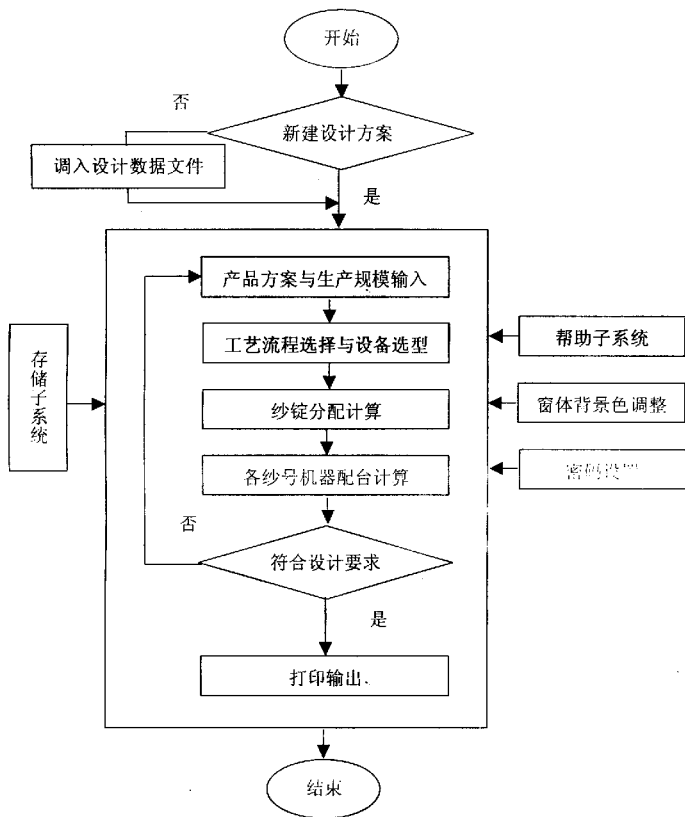 开始
否
新建设计方案
调入设计数据文件
是
产品方案与生产规模输入
工艺流程选择与设备选型
帮助子系统
存储子系统
纱锭分配计算
窗体背景色调整
各纱号机器配台计算
密码设置
否
符合设计要求
是
打印输出.
结束